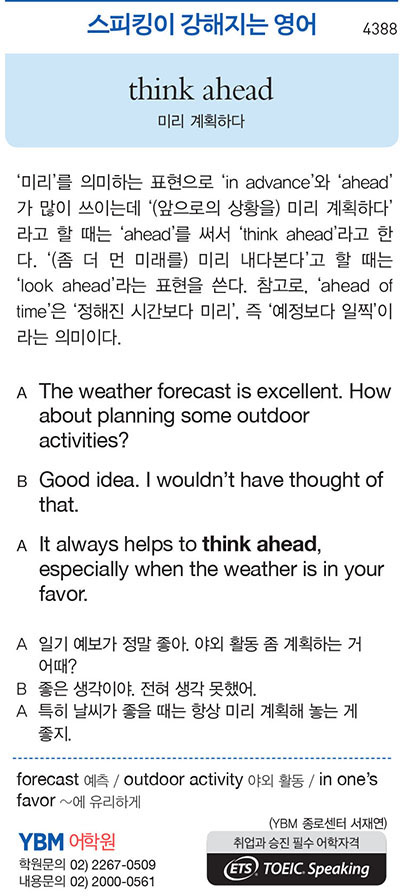 스피킹이 강해지는 영어
4388
think ahead
미리 계획하다
‘미리’를 의미하는 표현으로 ‘in advance’와 ‘ahead’
가 많이 쓰이는데 ‘(앞으로의 상황을) 미리 계획하다’
라고 할 때는 ‘ahead’를 써서 ‘think ahead’라고 한
다. ‘(좀 더 먼 미래를) 미리 내다본다’고 할 때는
‘look ahead’라는 표현을 쓴다. 참고로, ‘ahead of
time’은 ‘정해진 시간보다 미리’, 즉 ‘예정보다 일찍’이
라는 의미이다.
A The weather forecast is excellent. How
about planning some outdoor
activities?
B Good idea. I wouldn’t have thought of
that.
A It always helps to think ahead,
especially when the weather is in your
favor.
A 일기 예보가 정말 좋아. 야외 활동 좀 계획하는 거
어때?
B 좋은 생각이야. 전혀 생각 못했어.
A 특히 날씨가 좋을 때는 항상 미리 계획해 놓는 게
좋지.
forecast 예측 / outdoor activity 야외 활동 / in one’s
favor ~에 유리하게
(YBM 종로센터 서재연)
YBM 어학원
학원문의 02) 2267-0509
내용문의 02) 2000-0561
취업과 승진 필수 어학자격
ETS TOEIC Speaking